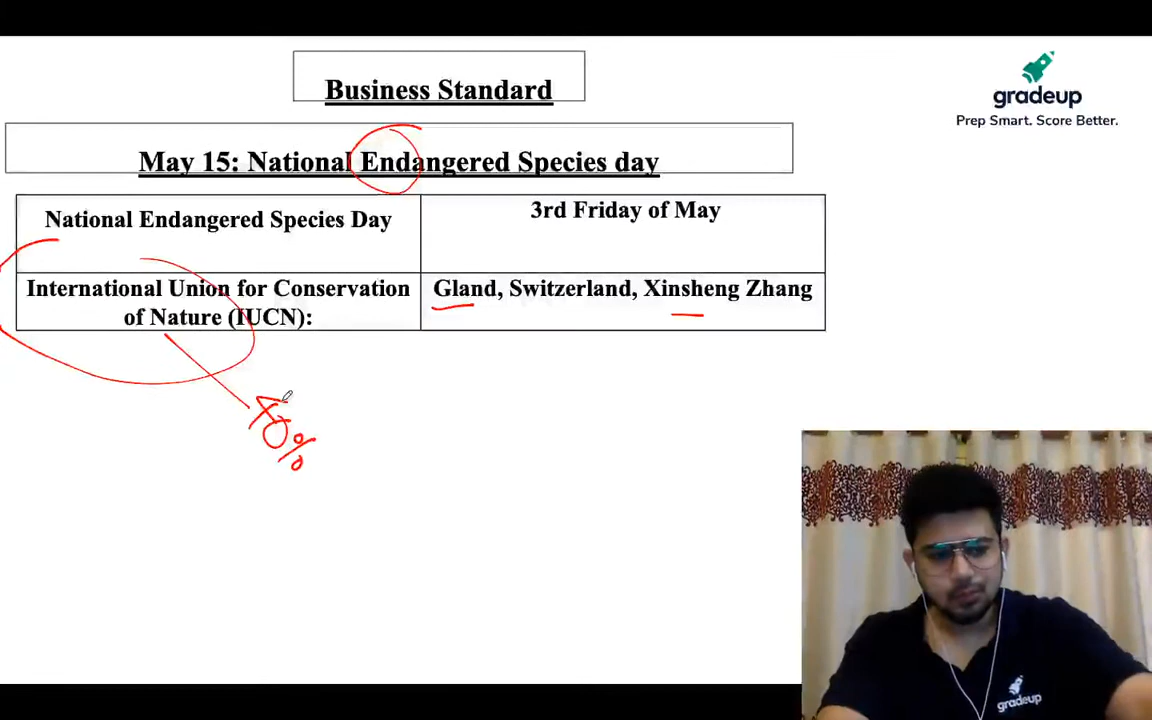 Business Standard
gradeup
Prep Smart. Score Better.
May 15: National Endangered Species day
National Endangered Species Day
3rd Friday of May
International Union for Conservation
of Nature (IUCN):
Gland, Switzerland, Xinsheng Zhang
40%
gradeup